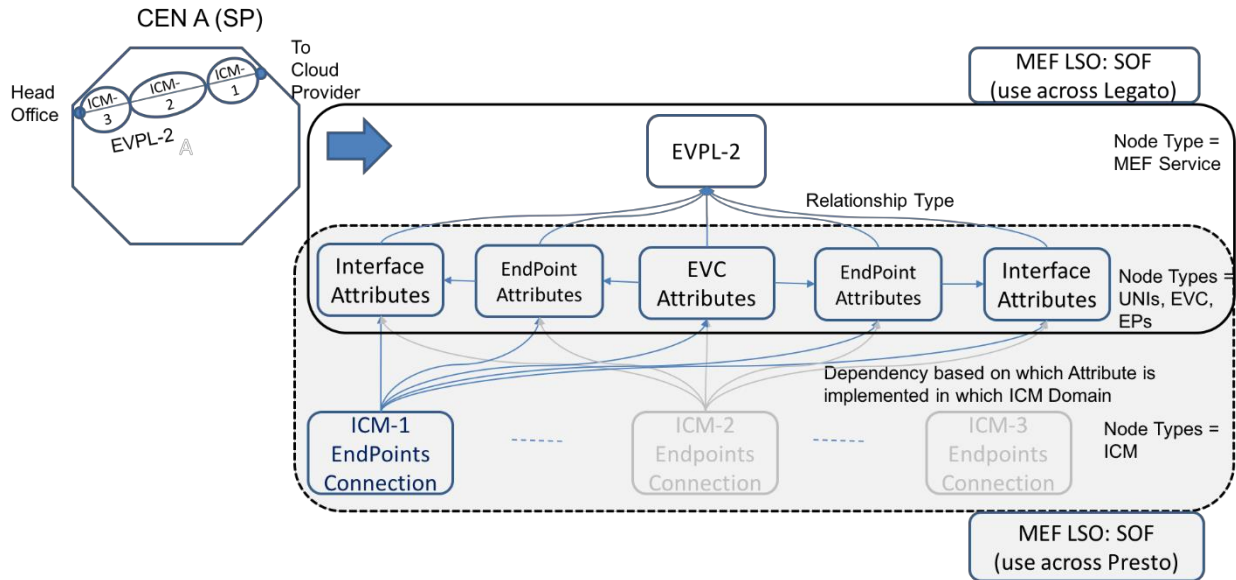 CEN A (SP)
To
Cloud
Provider
Head
Office
ICM-
1
ICM-
2
ICM-
3
EVPL-2
A
MEF LSO: SOF
(use across Legato)
EVPL-2
Node Type =
MEF Service
Relationship Type
Interface
Attributes
EndPoint
Attributes
EVC
Attributes
EndPoint
Attributes
Interface
Attributes
Node Types =
UNIs, EVC,
EPs
Dependency based on which Attribute is
implemented in which ICM Domain
ICM-1
EndPoints
Connection
ICM-2
Endpoints
Connection
ICM-3
Endpoints
Connection
Node Types =
ICM
MEF LSO: SOF
(use across Presto)